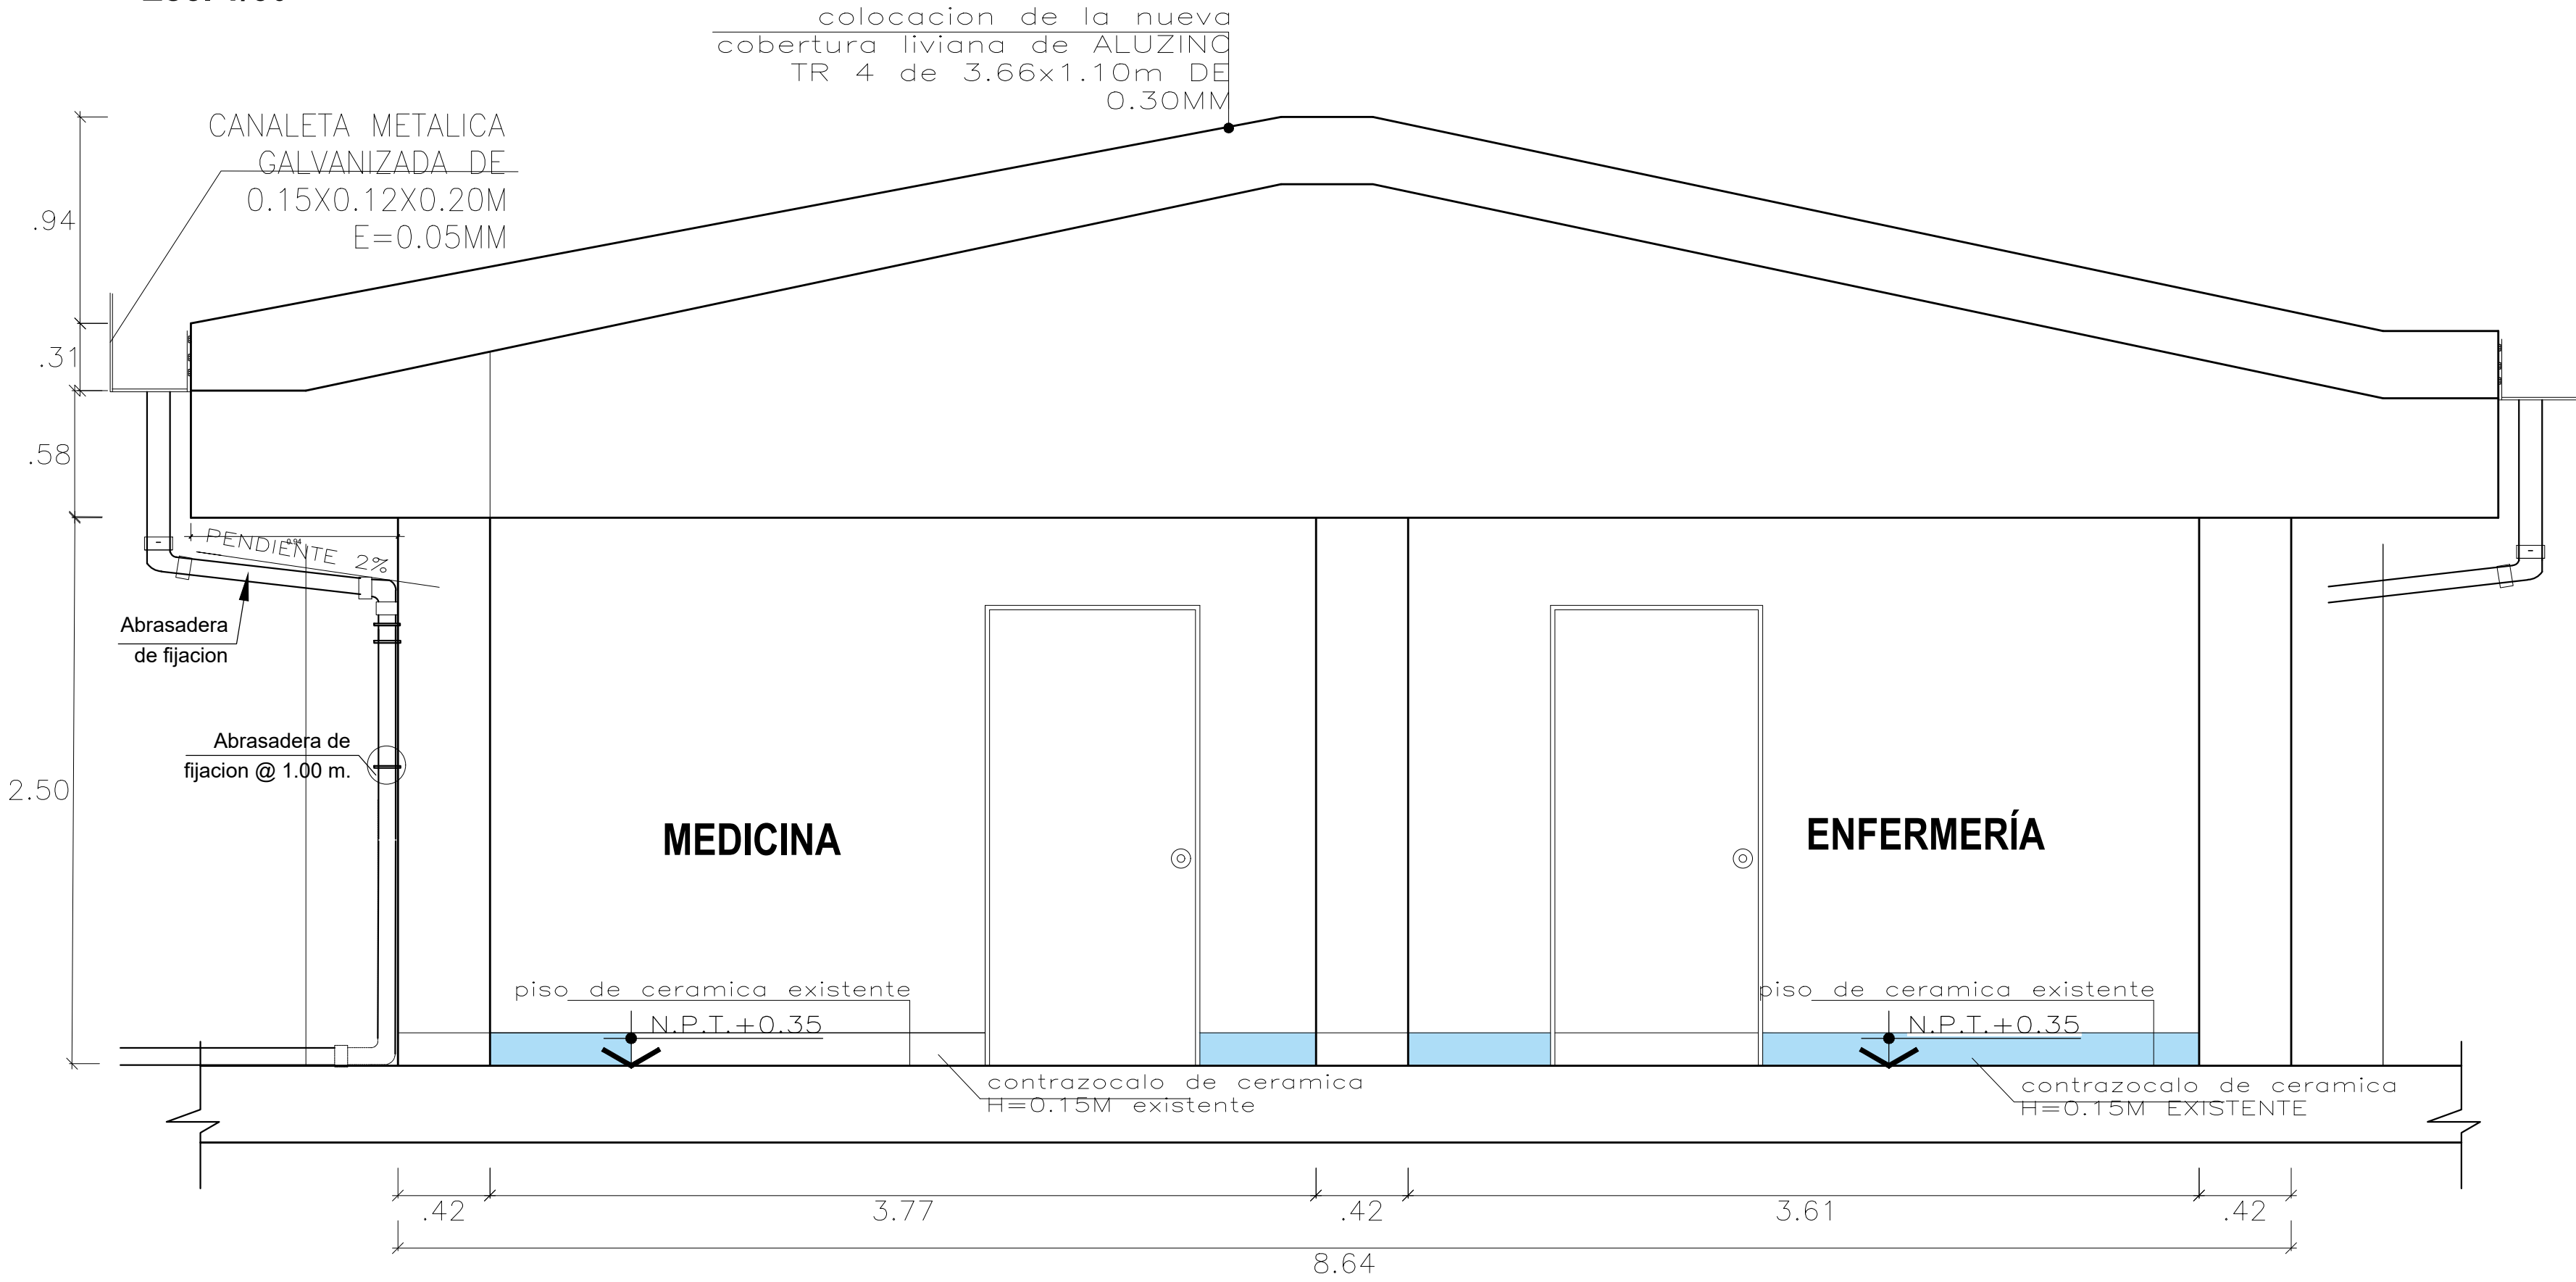 colocacion de la nueva
cobertura liviana de ALUZINC
TR 4 de 3.66x1.10m DE
0.30MM
CANALETA METALICA
GALVANIZADA DE
0.15X0.12X0.20M
E=0.05MM
.94
.31
.58
2.50
0.94
PENDIENTE 2%
Abrasadera
de fijacion
Abrasadera de
fijacion @ 1.00 m.
MEDICINA
ENFERMERÍA
piso de ceramica existente
N.P.T.+0.35
piso de ceramica existente
N.P.T.+0.35
contrazocalo de ceramica
H=0.15M existente
contrazocalo de ceramica
H=0.15M EXISTENTE
.42
3.77
.42
3.61
.42
8.64